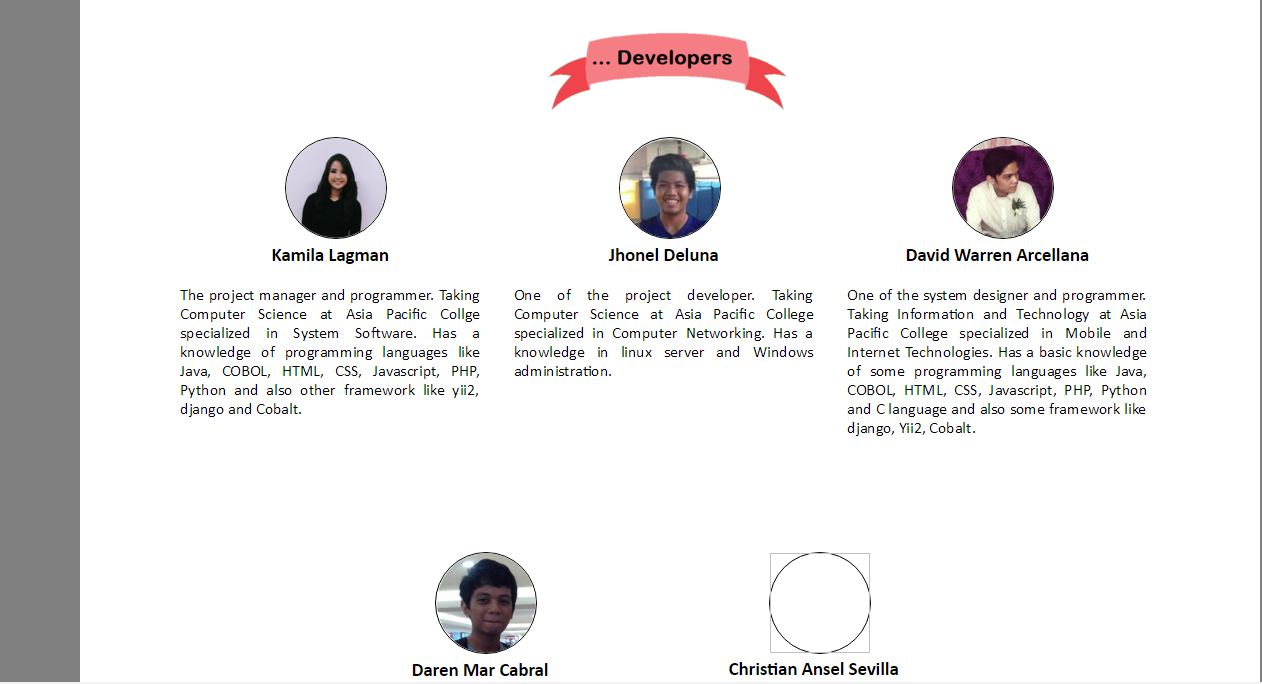 ... Developers
Kamila Lagman
Jhonel Deluna
David Warren Arcellana
The project manager and programmer. Taking
Computer Science at Asia Pacific Collge
specialized in System Software. Has a
knowledge of programming languages like
Java, COBOL, HTML, CSS, Javascript, PHP,
Python and also other framework like yii2,
django and Cobalt.
One of the project developer. Taking
Computer Science at Asia Pacific College
specialized in Computer Networking. Has a
knowledge in linux server and Windows
administration.
One of the system designer and programmer.
Taking Information and Technology at Asia
Pacific College specialized in Mobile and
Internet Technologies. Has a basic knowledge
of some programming languages like Java,
COBOL, HTML, CSS, Javascript, PHP, Python
and C language and also some framework like
django, Yii2, Cobalt.
Daren Mar Cabral
Christian Ansel Sevilla